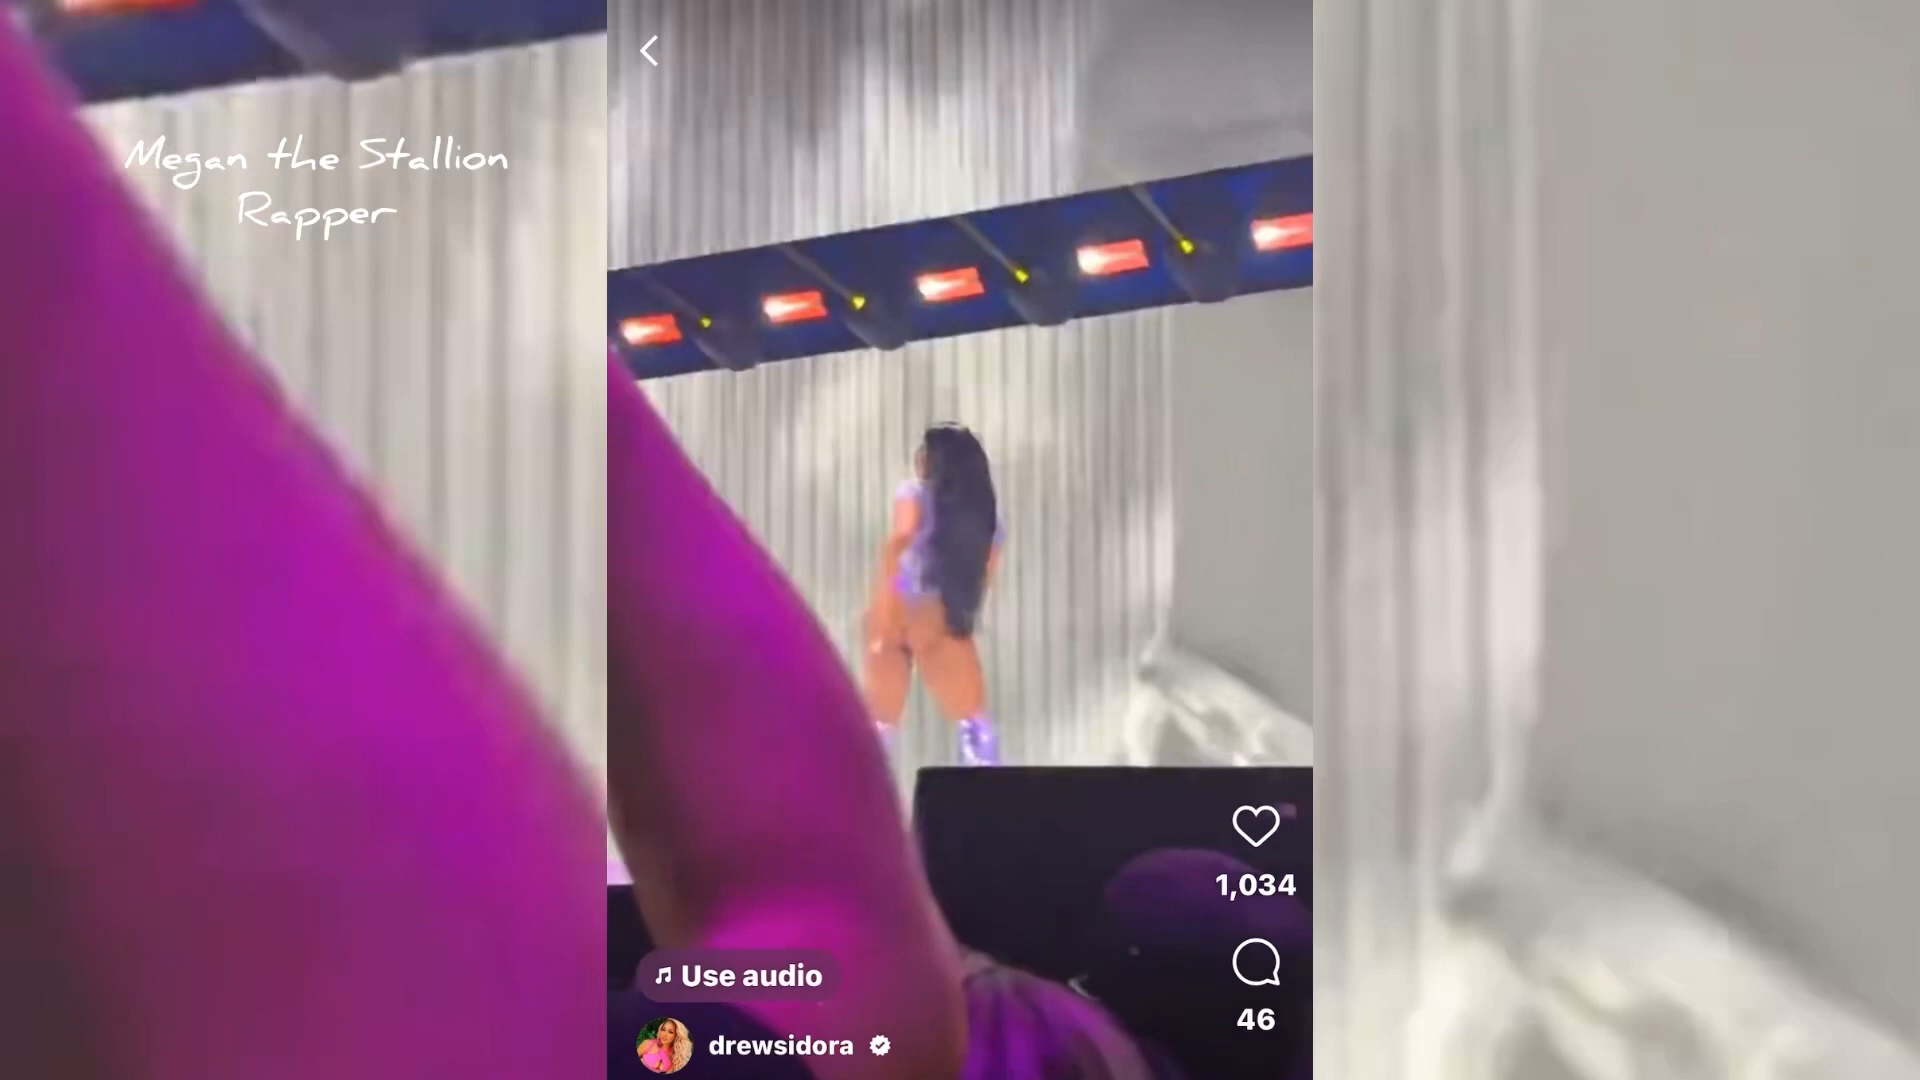 Megan the Stallion
Rapper
1,034
46
Use audio
drewsidora